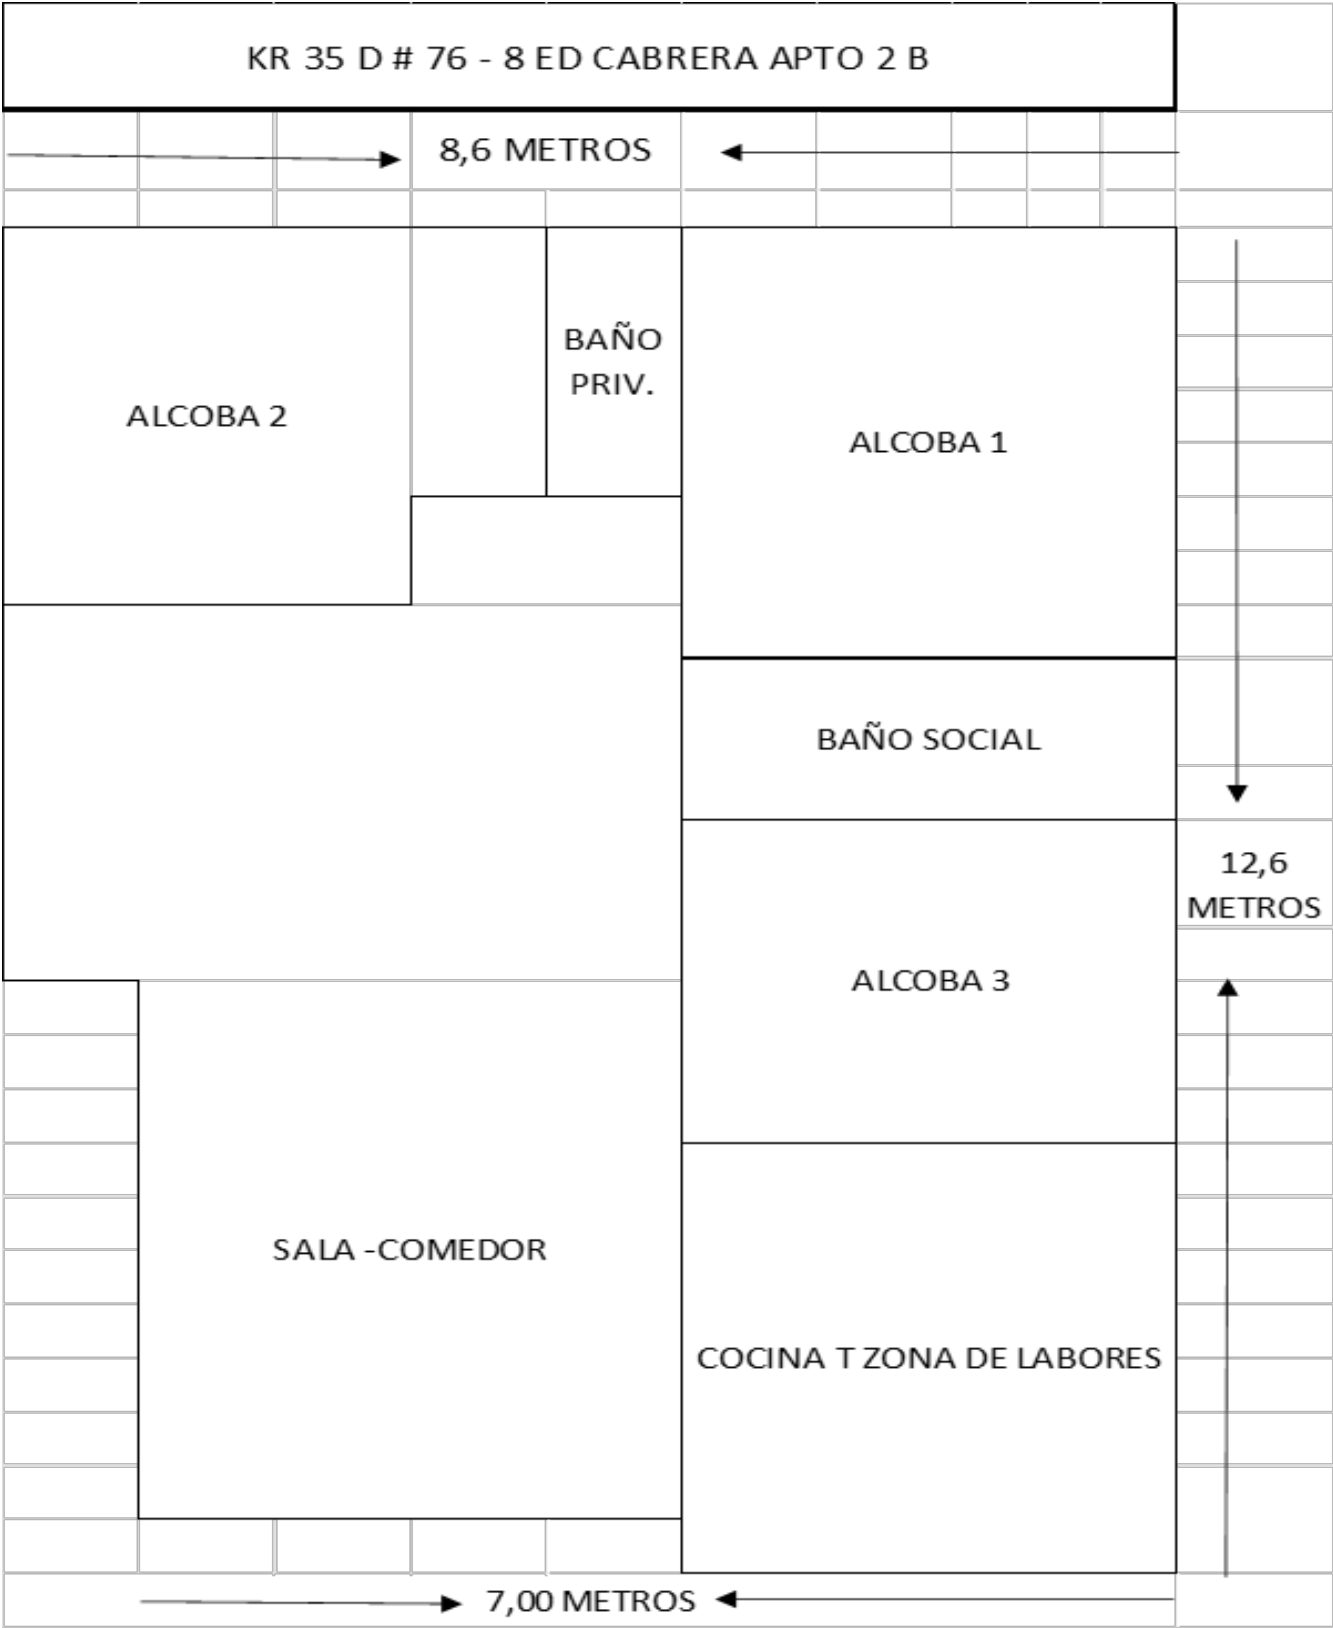 KR 35 D # 76 - 8 ED CABRERA APTO 2 B
8,6 METROS
BAÑO
PRIV.
ALCOBA 2
ALCOBA 1
BAÑO SOCIAL
12,6
METROS
ALCOBA 3
SALA -COMEDOR
COCINA T ZONA DE LABORES
7,00 METROS